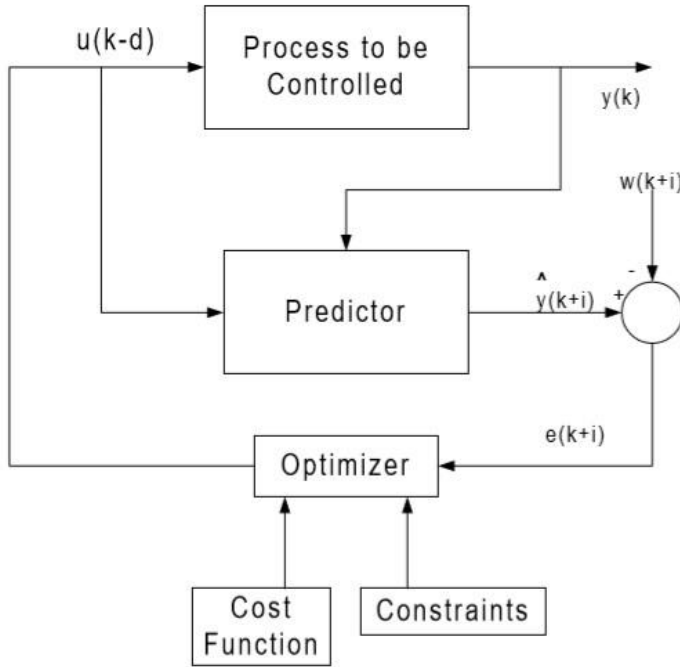 u(k-d)
Process to be
Controlled
y(k)
w(k+i)
-
+
^
y(k+i)
Predictor
e(k+i)
Optimizer
Cost
Function
Constraints